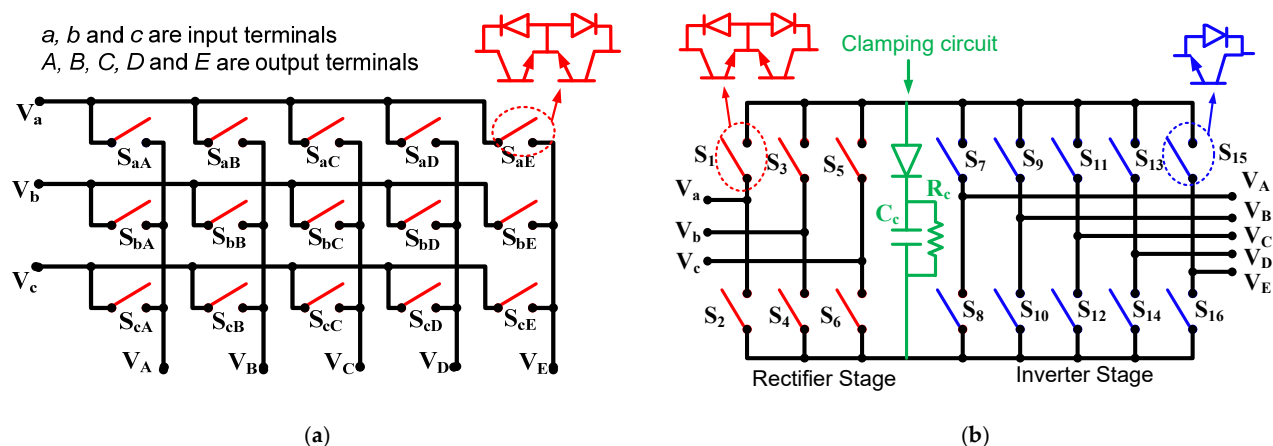 a, b and c are input terminals
A, B, C, D and E are output terminals
Va
SaA SaB SaC SaD SaE
Vb
SbA SbB SbC SbD SbE
Vc
ScA ScB ScC ScD ScE
VA VB VC VD VE
(a)
Clamping circuit
S1 S3 S5 S7 S9 S11 S13 S15
Va
Vb
Vc
Cc
Rc
VA
VB
VC
VD
VE
S2 S4 S6 S8 S10 S12 S14 S16
Rectifier Stage
Inverter Stage
(b)